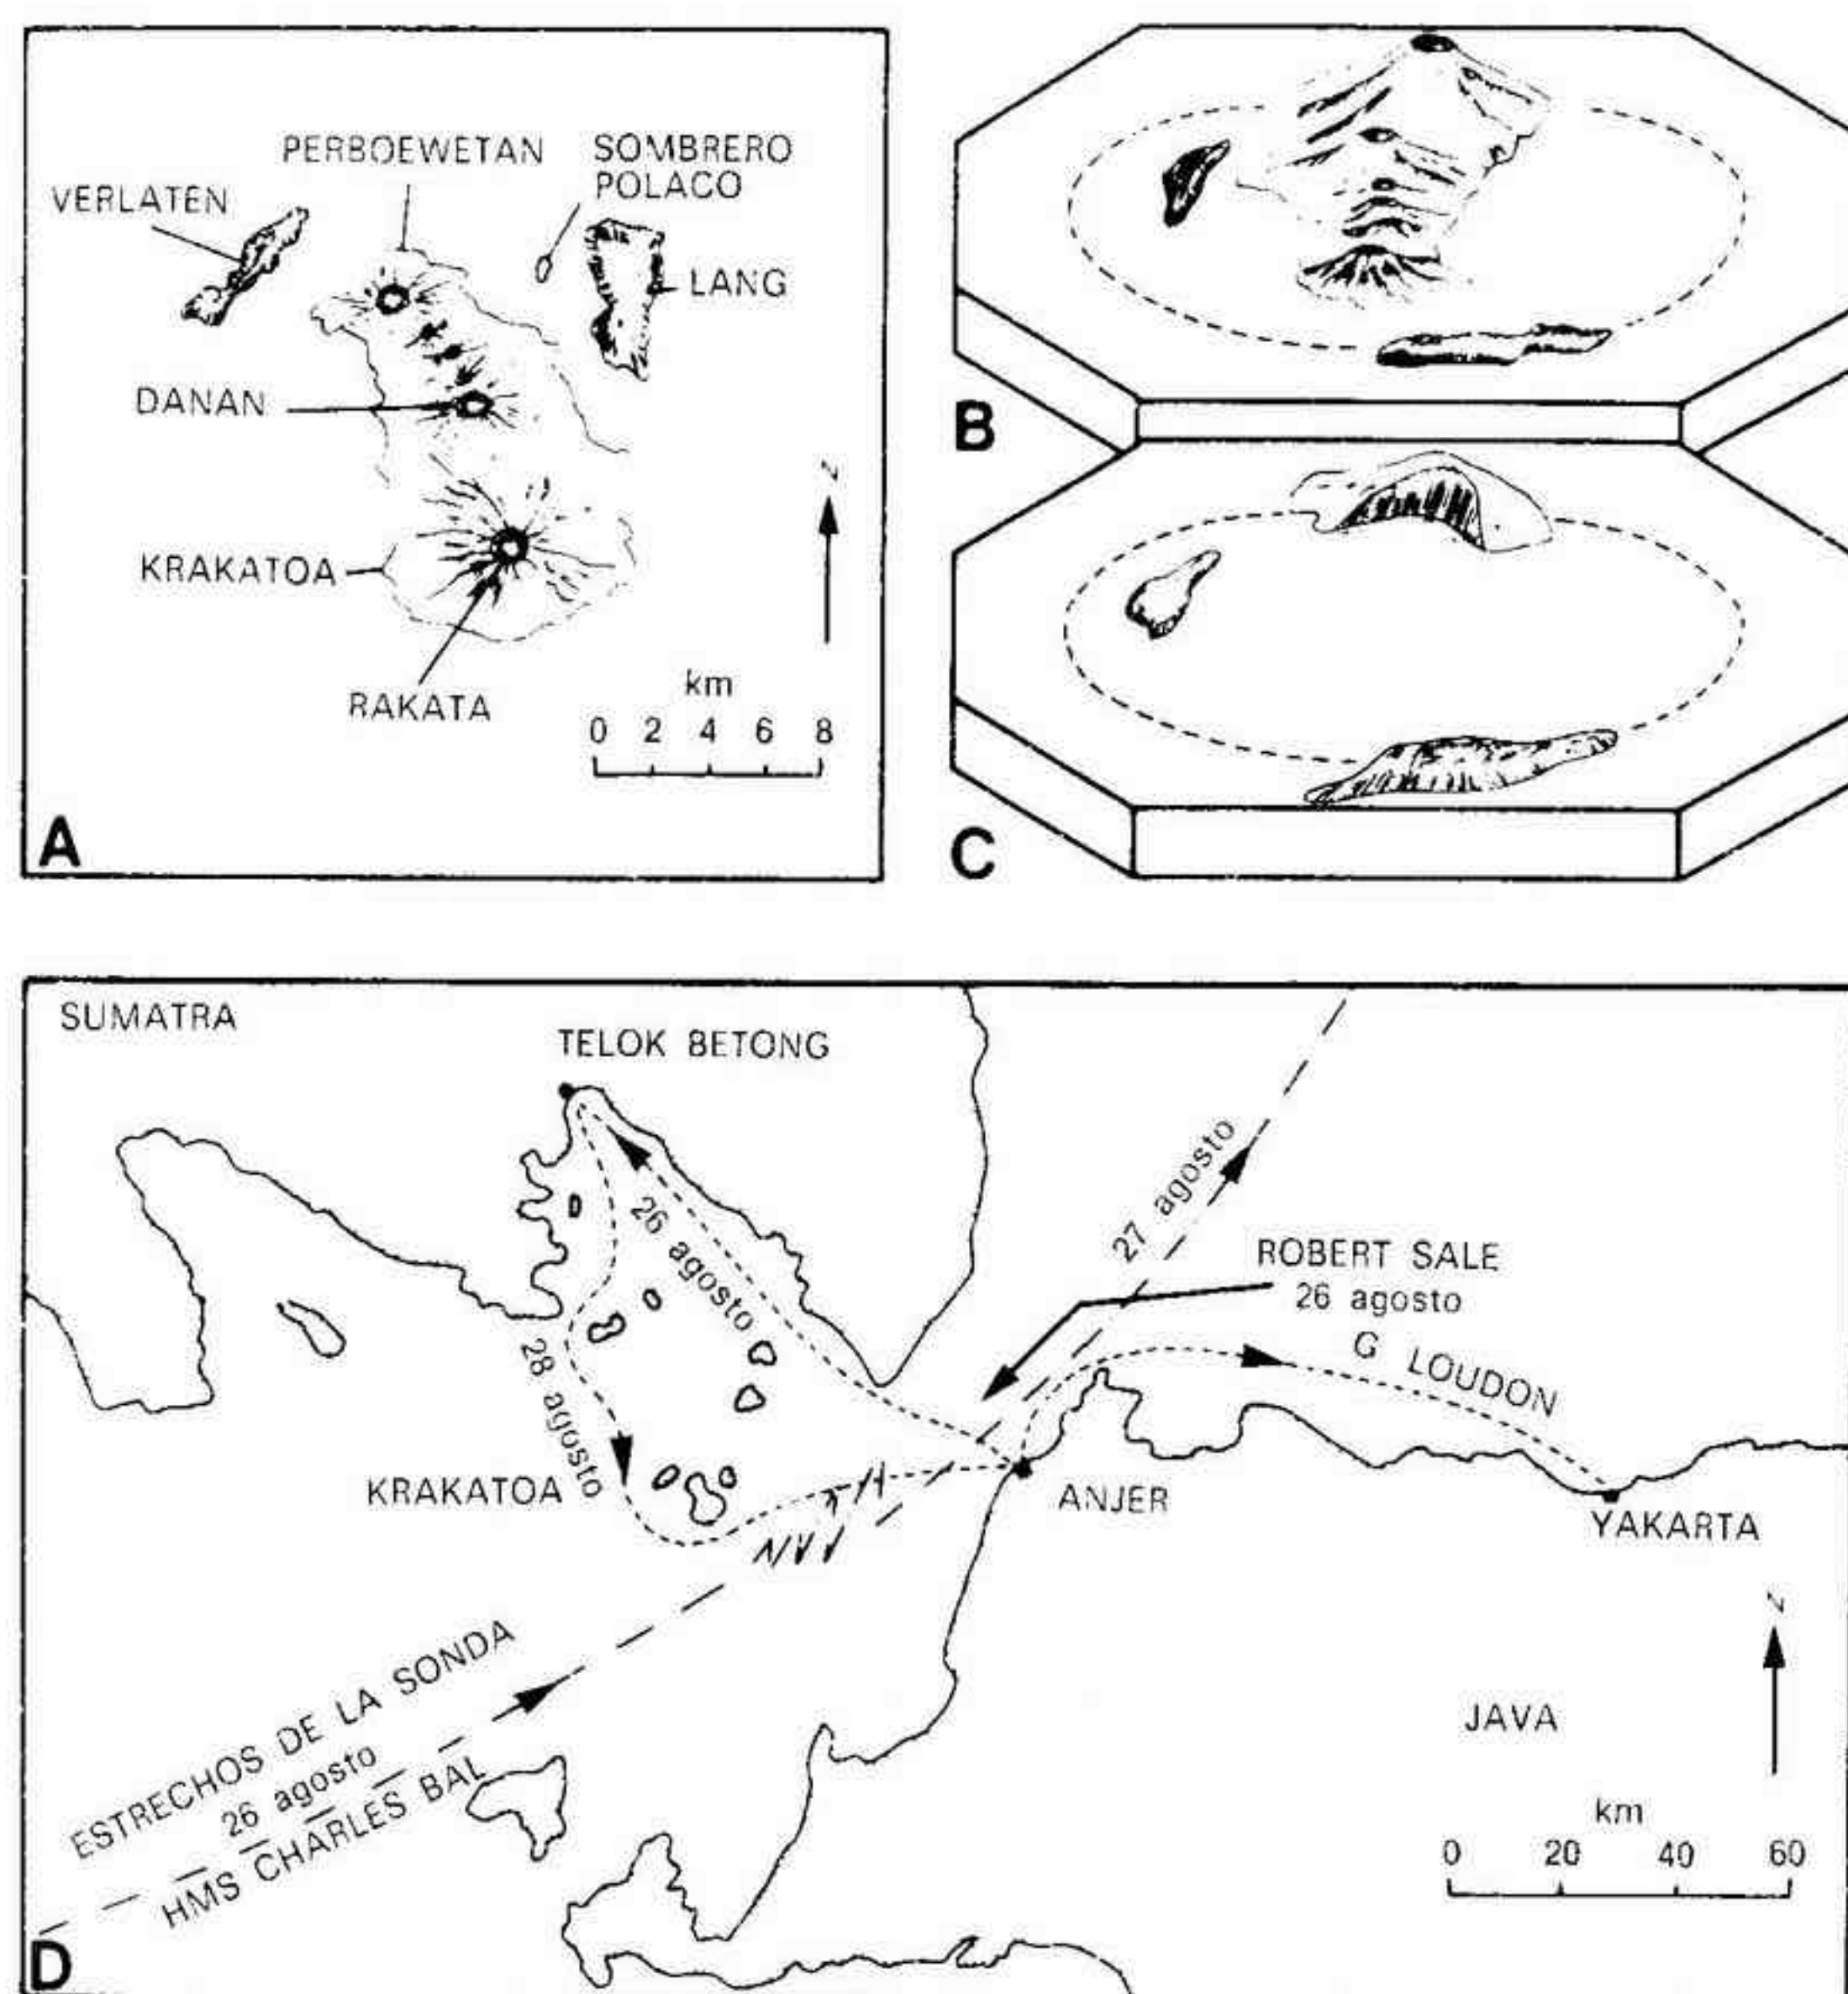 PERBOEWETAN
SOMBRERO
POLACO
VERLATEN
LANG
DANAN
KRAKATOA
RAKATA
z
km
0 2 4 6 8
A
B
C
SUMATRA
TELOK BETONG
26 agosto
27 agosto
ROBERT SALE
26 agosto
G LOUDON
28 agosto
KRAKATOA
ANJER
YAKARTA
ESTRECHOS DE LA SONDA
26 agosto
HMS CHARLES BAL
JAVA
z
km
0 20 40 60
D